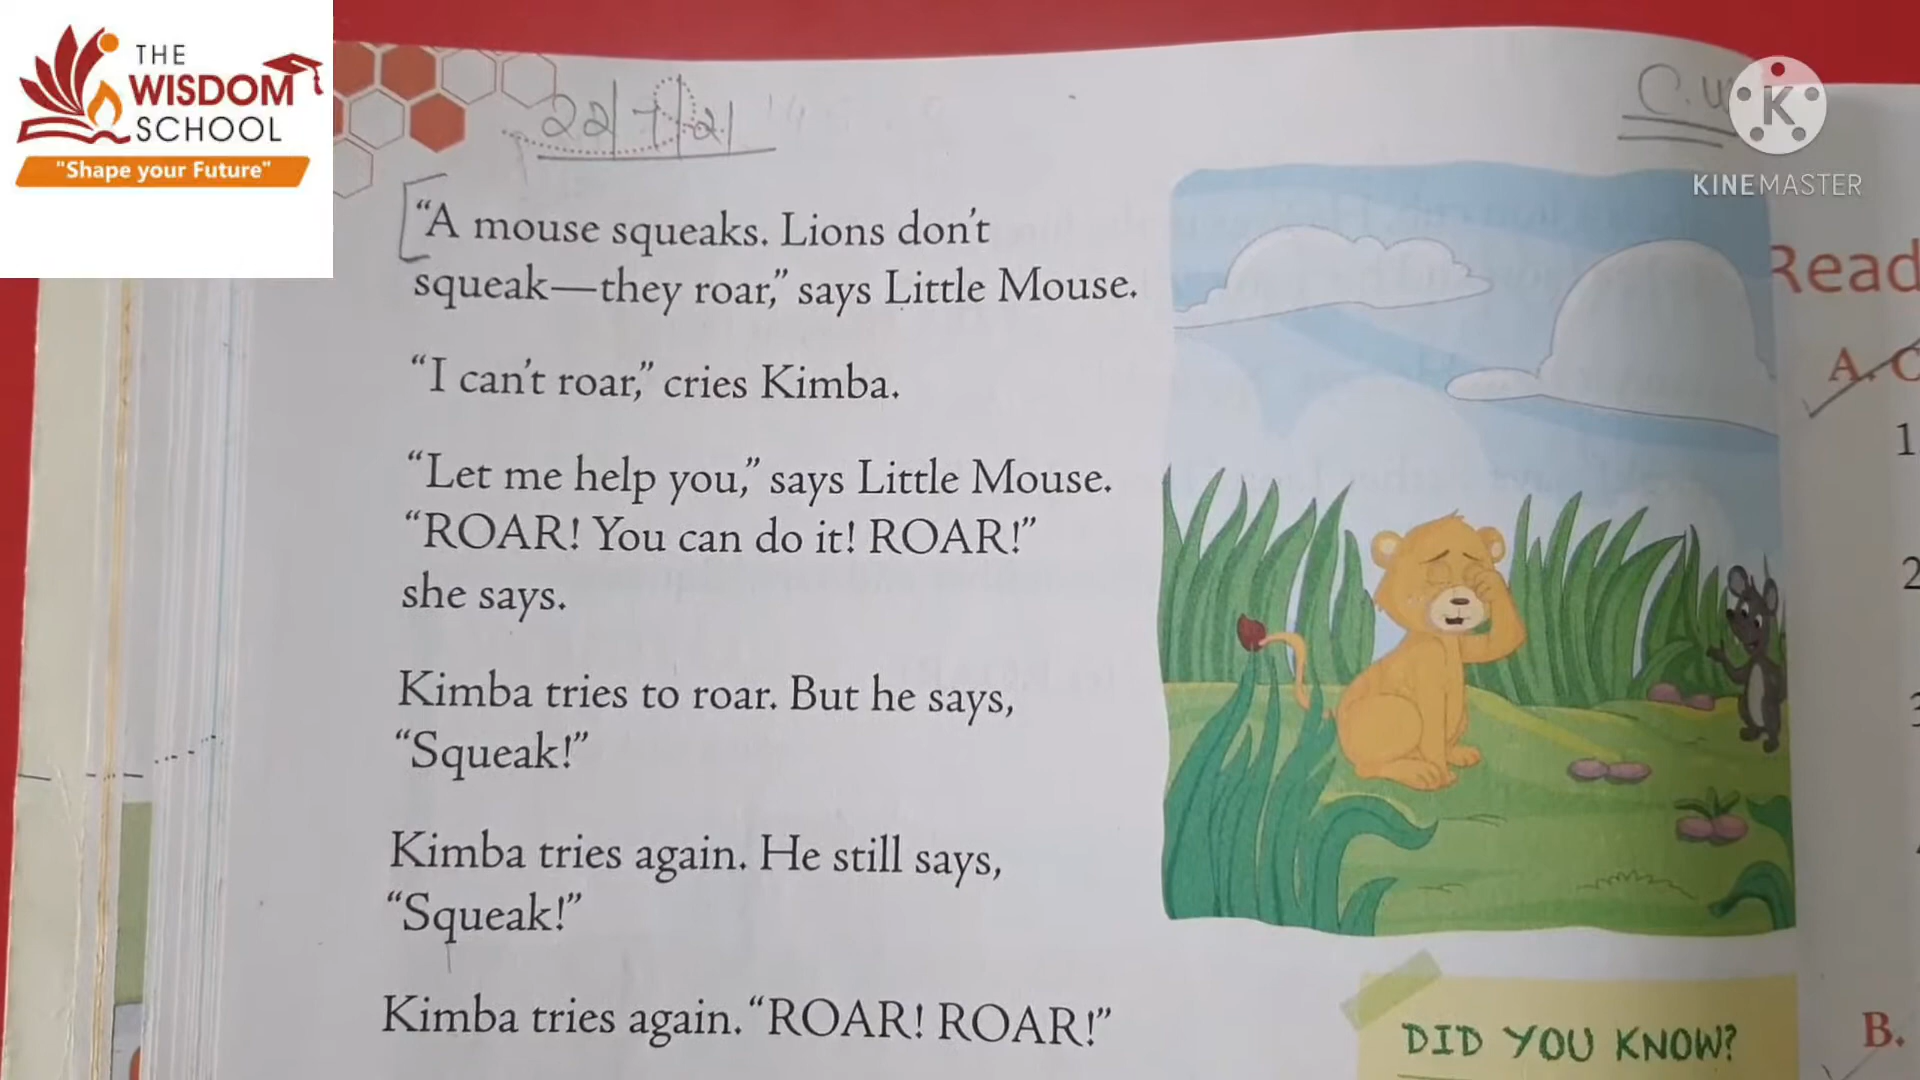 THE
WISDOM
SCHOOL
"Shape your Future"
22/7/21
C.W
KINEMASTER
“A mouse squeaks. Lions don’t
squeak—they roar,” says Little Mouse.
“I can’t roar,” cries Kimba.
“Let me help you,” says Little Mouse.
“ROAR! You can do it! ROAR!”
she says.
Kimba tries to roar. But he says,
“Squeak!”
Kimba tries again. He still says,
“Squeak!”
Kimba tries again. “ROAR! ROAR!”
DID YOU KNOW?
Read
A. C
1
2
3
B.